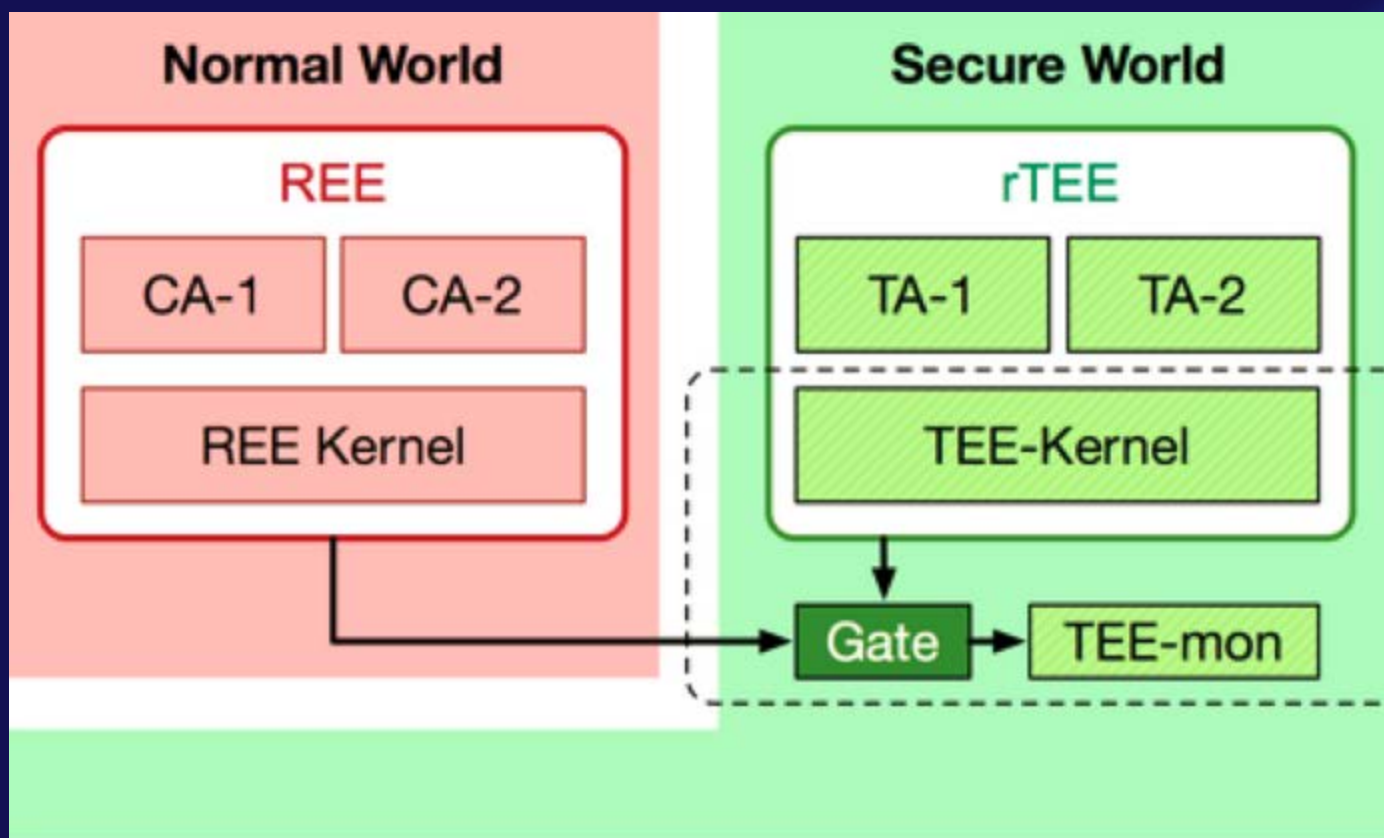 Normal World
Secure World
REE
rTEE
CA-1
CA-2
TA-1
TA-2
REE Kernel
TEE-Kernel
Gate
TEE-mon